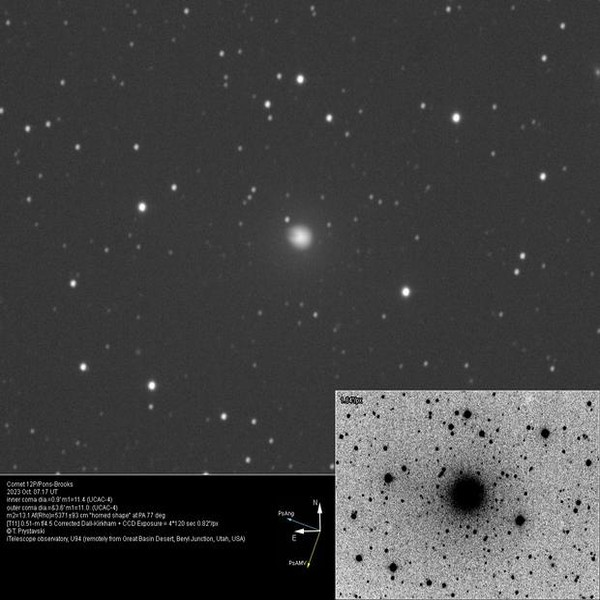 Comet 12P/Pons-Brooks
2023 Oct. 07.17 UT
inner coma dia.=0.9' m1=11.4 (UCAC-4)
outer coma dia.=&3.6' m1=11.0: (UCAC-4)
m2=13.1 Af(Rho)=5371±93 cm "horned shape" at PA 77 deg
[T11] 0.51-m f/4.5 Corrected Dall-Kirkham + CCD Exposure = 4*120 sec 0.82"/px
© T. Prystavski
iTelescope observatory, U94 (remotely from Great Basin Desert, Beryl Junction, Utah, USA)
N
PsAng
E
PsAMV